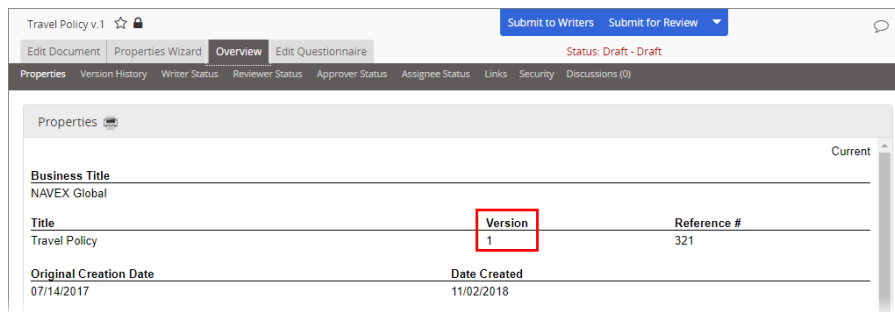 Travel Policy v.1 Submit to Writers Submit for Review
Edit Document Properties Wizard Overview Edit Questionnaire Status: Draft - Draft
Properties Version History Writer Status Reviewer Status Approver Status Assignee Status Links Security Discussions (0)
Properties
Current
Business Title
NAVEX Global
Title Version Reference #
Travel Policy 1 321
Original Creation Date Date Created
07/14/2017 11/02/2018